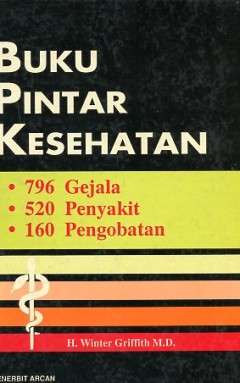 BUKU
PINTAR
KESEHATAN
• 796 Gejala
• 520 Penyakit
• 160 Pengobatan
H. Winter Griffith M.D.
ENERBIT ARCAN